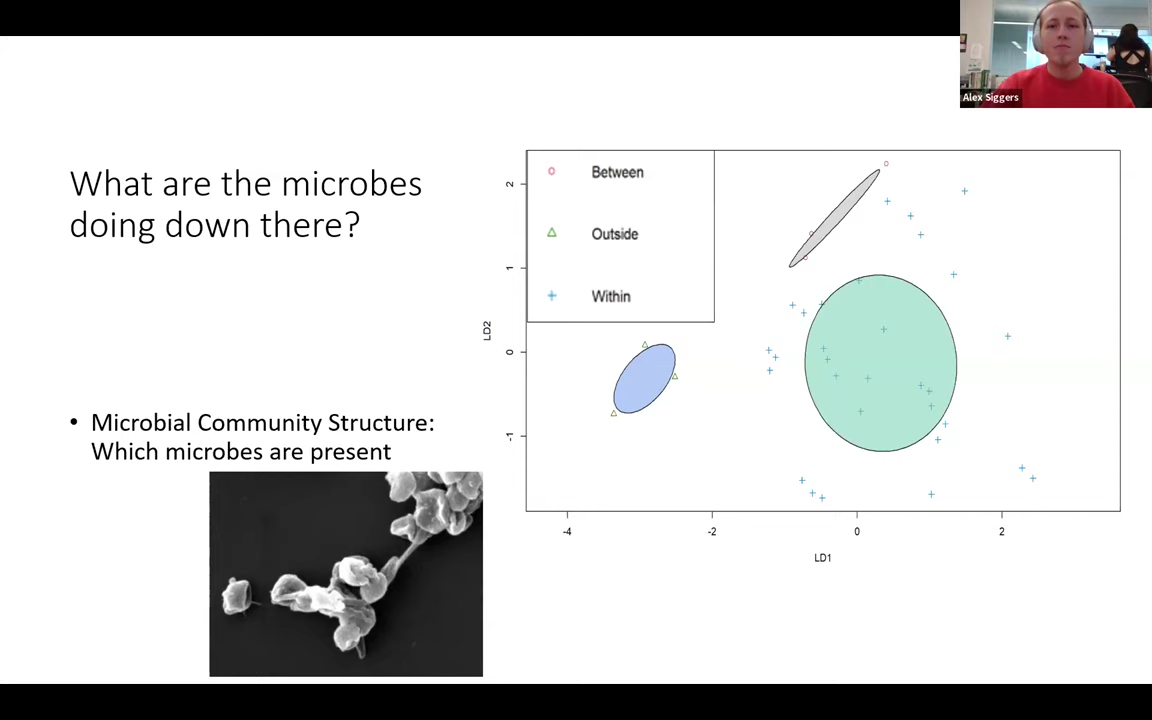 Alex Siggers
What are the microbes
doing down there?
• Microbial Community Structure:
Which microbes are present
Between
Outside
Within
LD2
2
1
0
-1
-4
-2
0
2
LD1